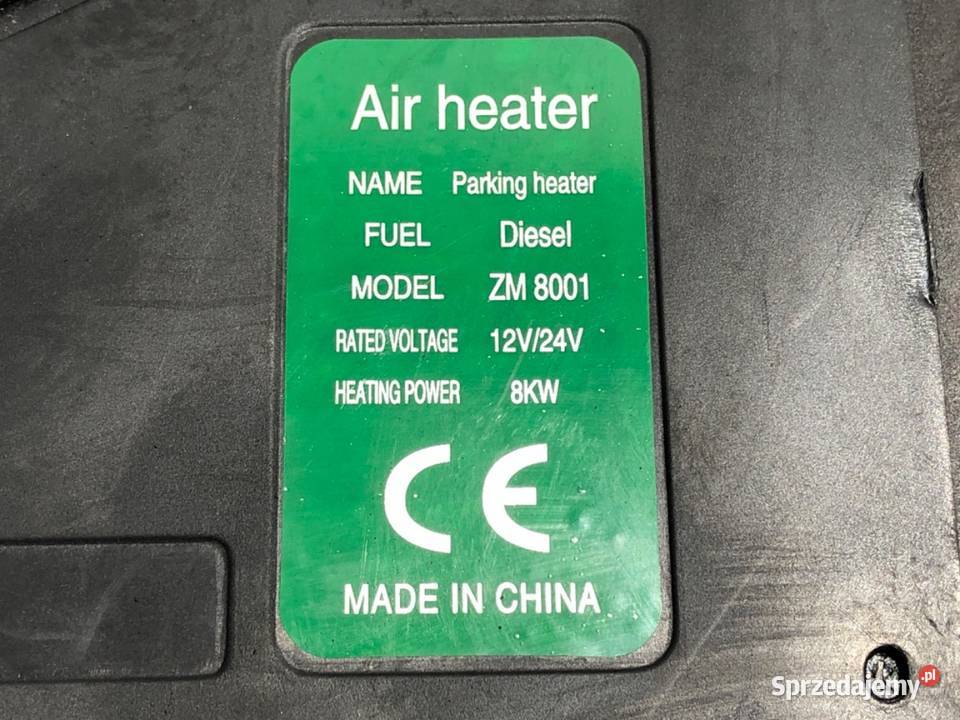 Air heater
NAME Parking heater
FUEL Diesel
MODEL ZM 8001
RATED VOLTAGE 12V/24V
HEATING POWER 8KW
CE
MADE IN CHINA
Sprzedajemy.pl